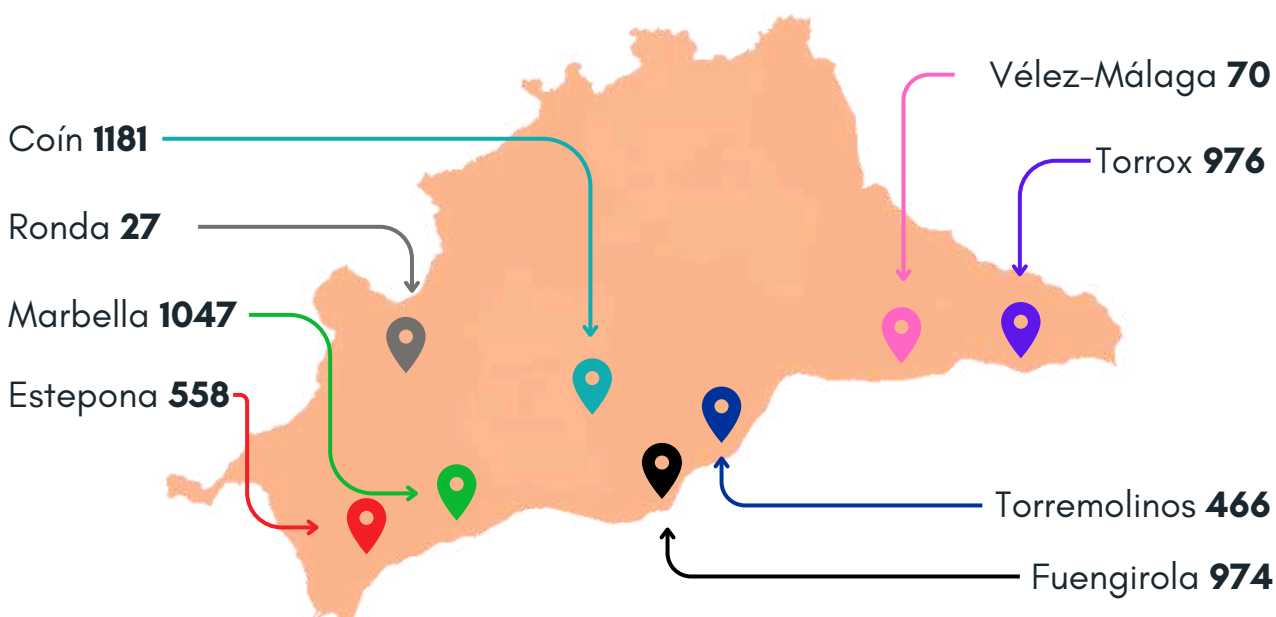 Vélez-Málaga 70
Coín 1181
Torrox 976
Ronda 27
Marbella 1047
Estepona 558
Torremolinos 466
Fuengirola 974